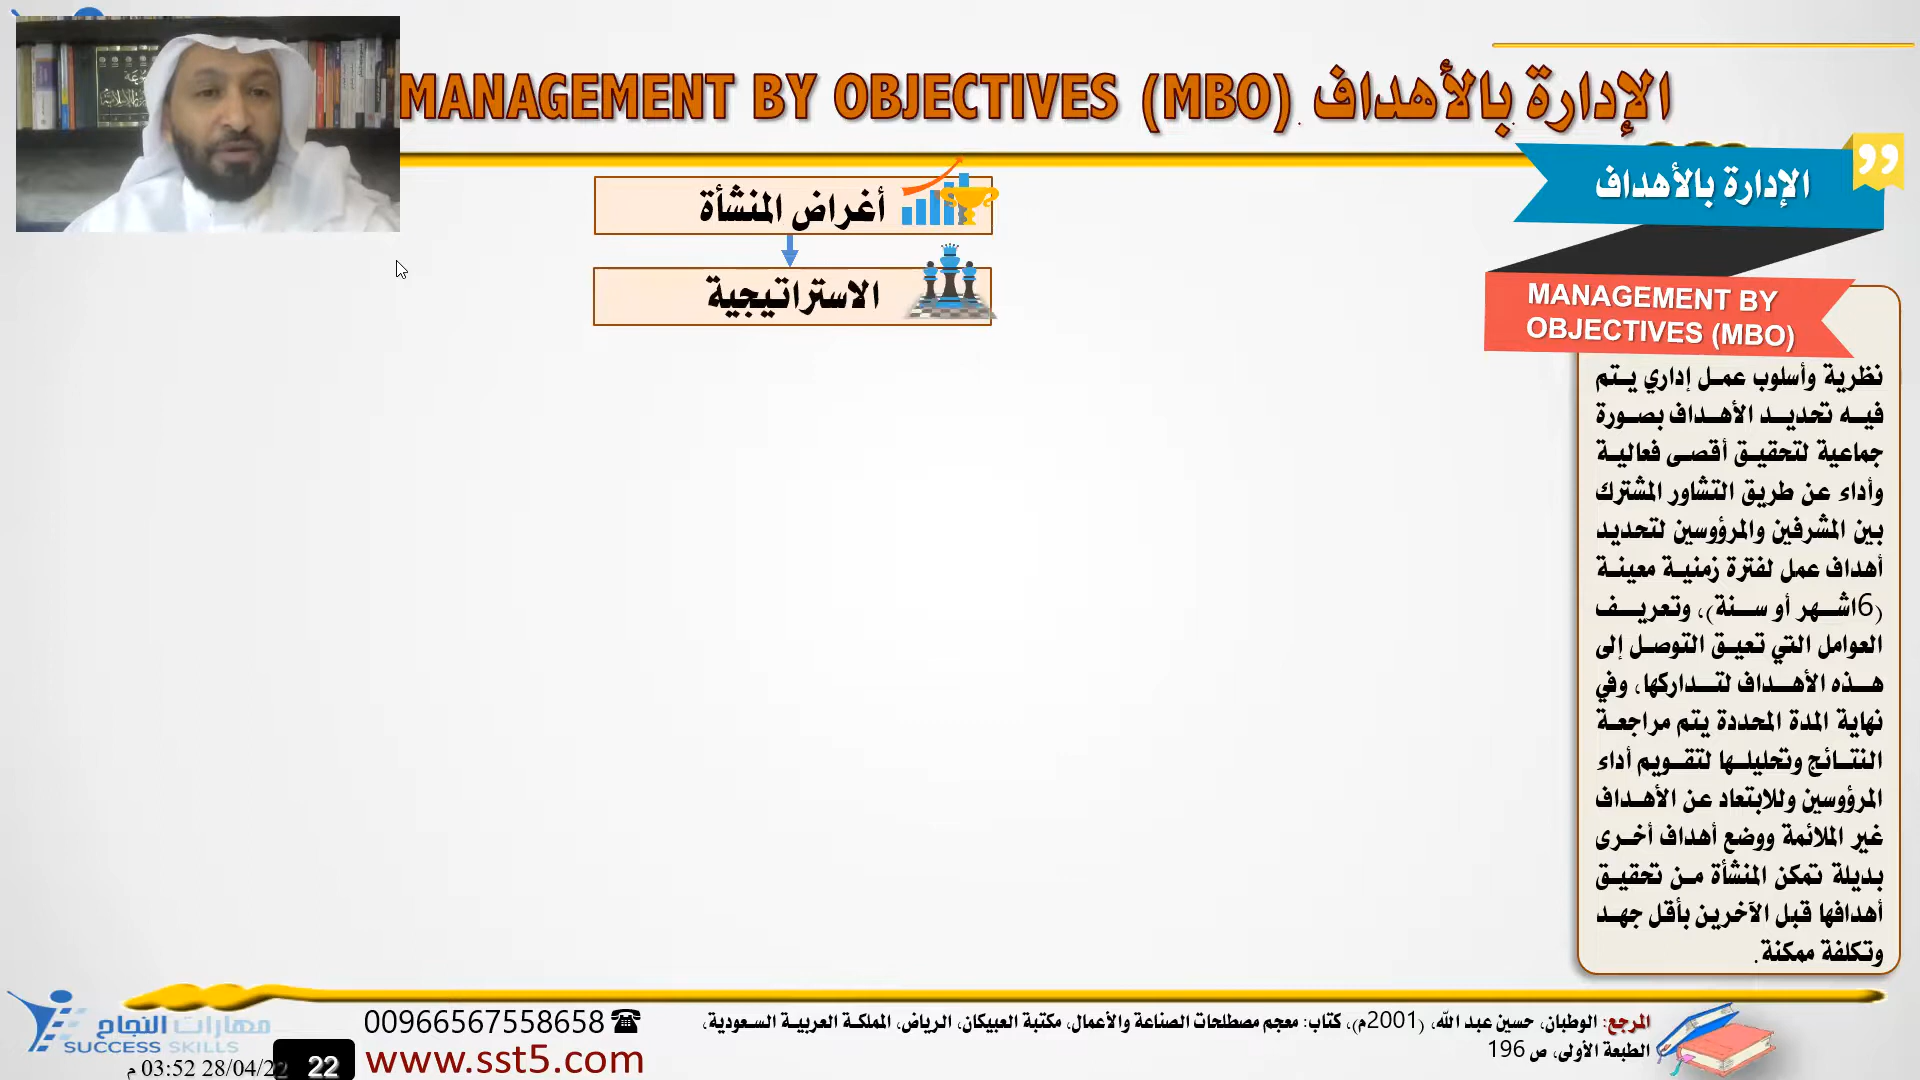 الإدارة بالأهداف MANAGEMENT BY OBJECTIVES (MBO)
الإدارة بالأهداف
أغراض المنشأة
الاستراتيجية
MANAGEMENT BY
OBJECTIVES (MBO)
نظرية وأسلوب عمل إداري يتم
فيه تحديد الأهداف بصورة
جماعية لتحقيق أقصى فعالية
وأداء عن طريق التشاور المشترك
بين المشرفين والمرؤوسين لتحديد
أهداف عمل لفترة زمنية معينة
(6اشهر أو سنة)، وتعريف
العوامل التي تعيق التوصل إلى
هذه الأهداف لتداركها، وفي
نهاية المدة المحددة يتم مراجعة
النتائج وتحليلها لتقويم أداء
المرؤوسين وللابتعاد عن الأهداف
غير الملائمة ووضع أهداف أخرى
بديلة تمكن المنشأة من تحقيق
أهدافها قبل الآخرين بأقل جهد
وتكلفة ممكنة.
المرجع: الوطبان، حسين عبد الله، (2001م)، كتاب: معجم مصطلحات الصناعة والأعمال، مكتبة العبيكان، الرياض، المملكة العربية السعودية،
الطبعة الأولى، ص 196
00966567558658
www.sst5.com
مهارات النجاح
SUCCESS SKILLS
28/04/22 03:52 م
22